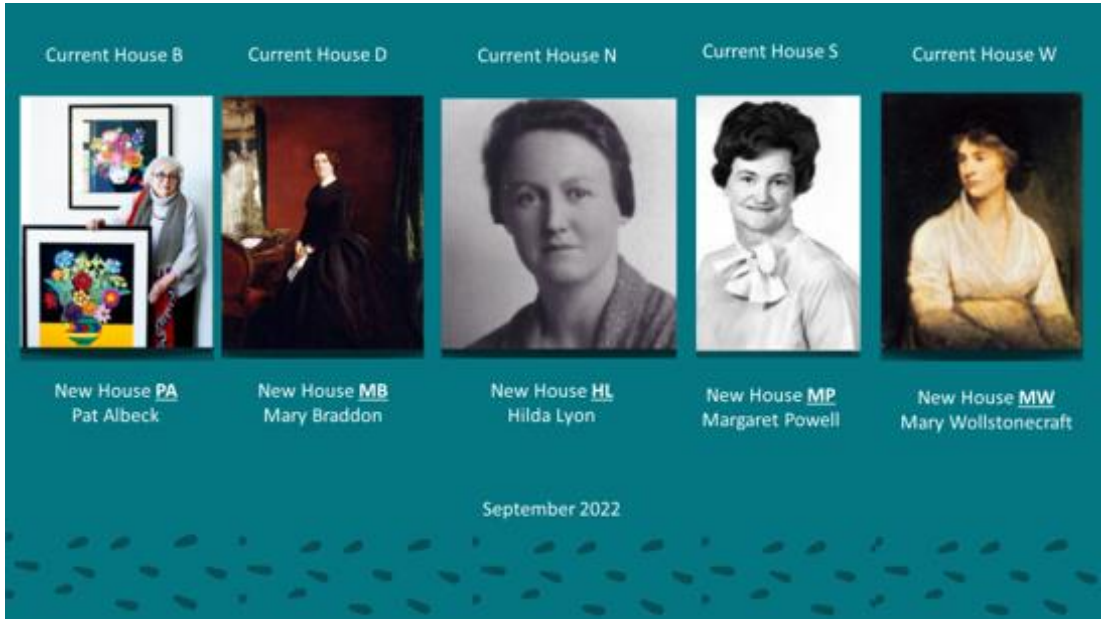 Current House B
Current House D
Current House N
Current House S
Current House W
New House PA
Pat Albeck
New House MB
Mary Braddon
New House HL
Hilda Lyon
New House MP
Margaret Powell
New House MW
Mary Wollstonecraft
September 2022